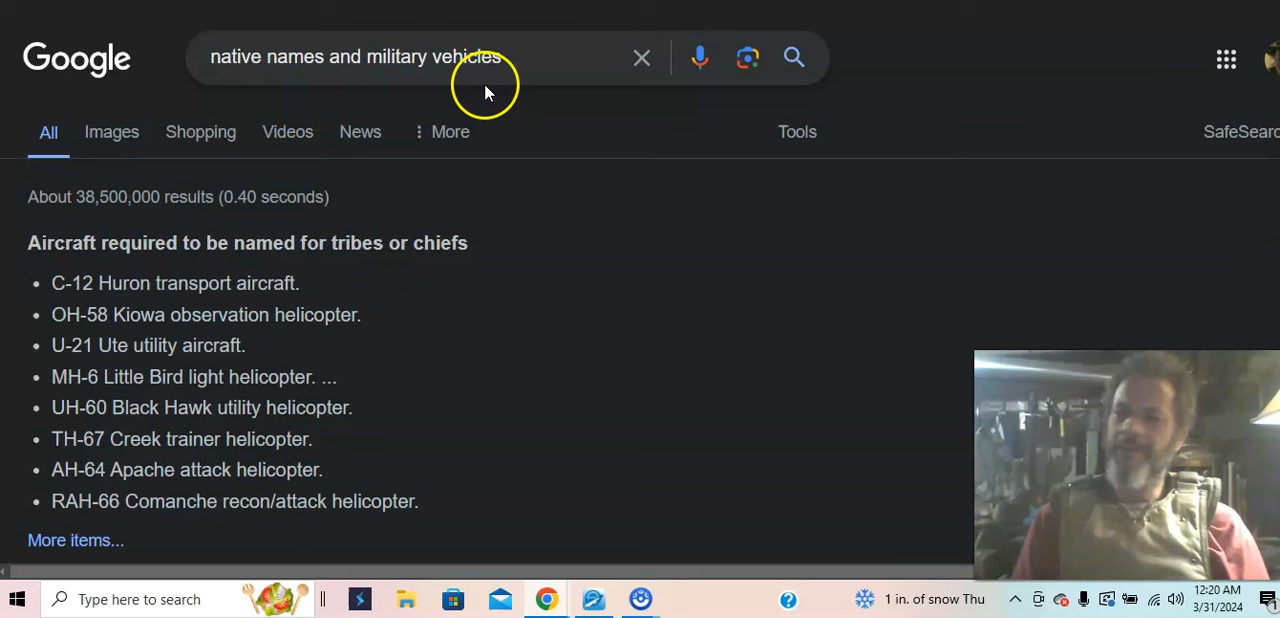 Google
native names and military vehicles
All Images Shopping Videos News More Tools SafeSearc
About 38,500,000 results (0.40 seconds)
Aircraft required to be named for tribes or chiefs
• C-12 Huron transport aircraft.
• OH-58 Kiowa observation helicopter.
• U-21 Ute utility aircraft.
• MH-6 Little Bird light helicopter. ...
• UH-60 Black Hawk utility helicopter.
• TH-67 Creek trainer helicopter.
• AH-64 Apache attack helicopter.
• RAH-66 Comanche recon/attack helicopter.
More items...
Type here to search
1 in. of snow Thu
12:20 AM
3/31/2024